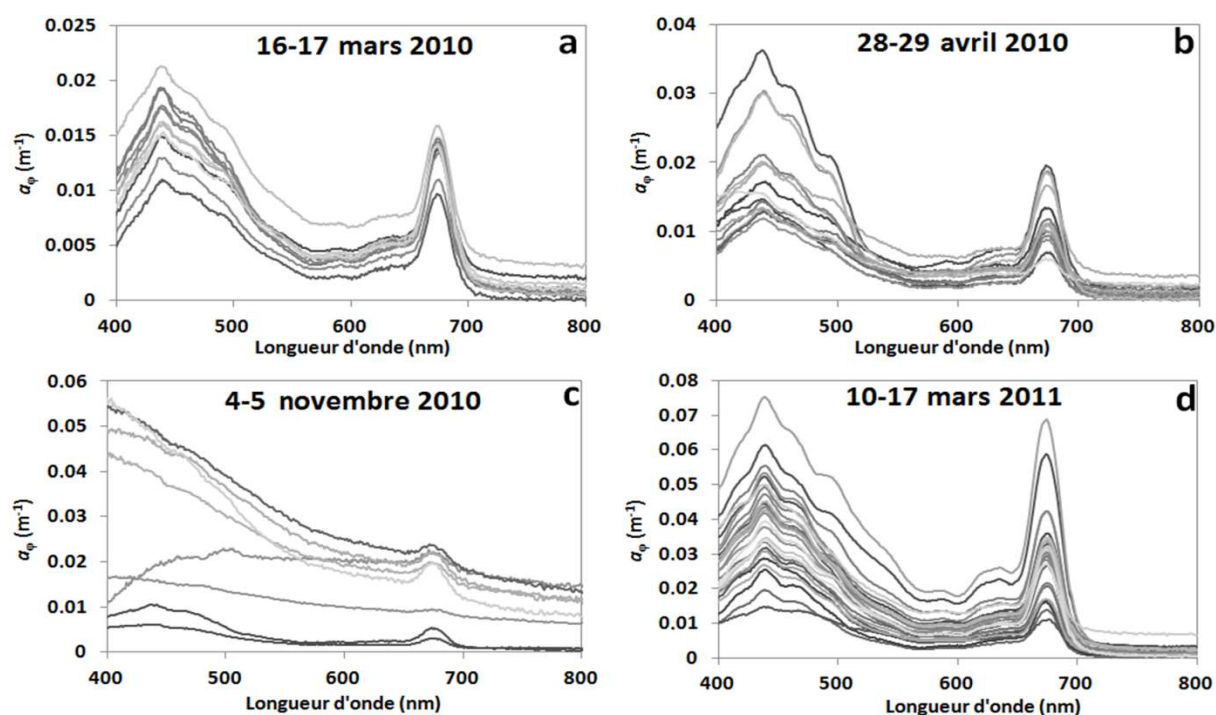 16-17 mars 2010
a
0.025
0.02
0.015
0.01
0.005
0
aφ (m-1)
400 500 600 700 800
Longueur d'onde (nm)
28-29 avril 2010
b
0.04
0.03
0.02
0.01
0
aφ (m-1)
400 500 600 700 800
Longueur d'onde (nm)
4-5 novembre 2010
c
0.06
0.05
0.04
0.03
0.02
0.01
0
aφ (m-1)
400 500 600 700 800
Longueur d'onde (nm)
10-17 mars 2011
d
0.08
0.07
0.06
0.05
0.04
0.03
0.02
0.01
0
aφ (m-1)
400 500 600 700 800
Longueur d'onde (nm)